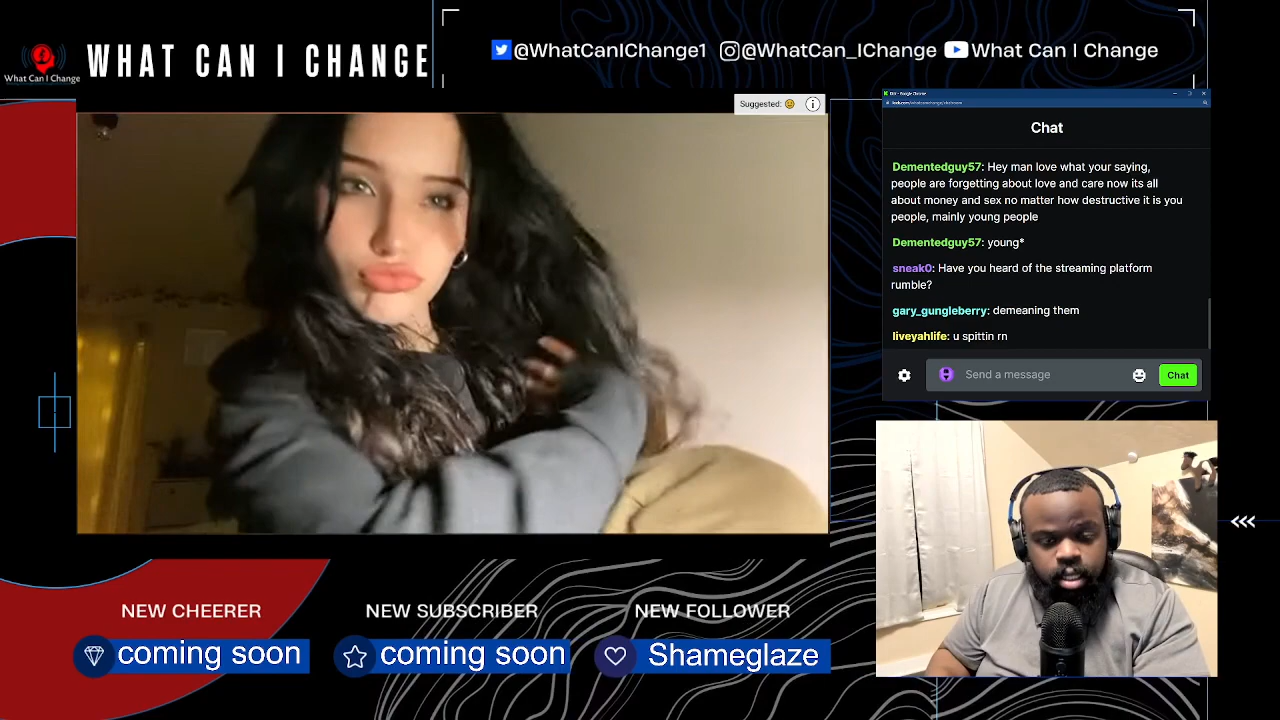 What Can I Change
WHAT CAN I CHANGE
@WhatCanIChange1 @WhatCan_IChange What Can I Change
Suggested:
Chat
Dementedguy57: Hey man love what your saying,
people are forgetting about love and care now its all
about money and sex no matter how destructive it is you
people, mainly young people
Dementedguy57: young*
sneak0: Have you heard of the streaming platform
rumble?
gary_gungleberry: demeaning them
liveyahlife: u spittin rn
Send a message
Chat
NEW CHEERER
NEW SUBSCRIBER
NEW FOLLOWER
coming soon
coming soon
Shameglaze